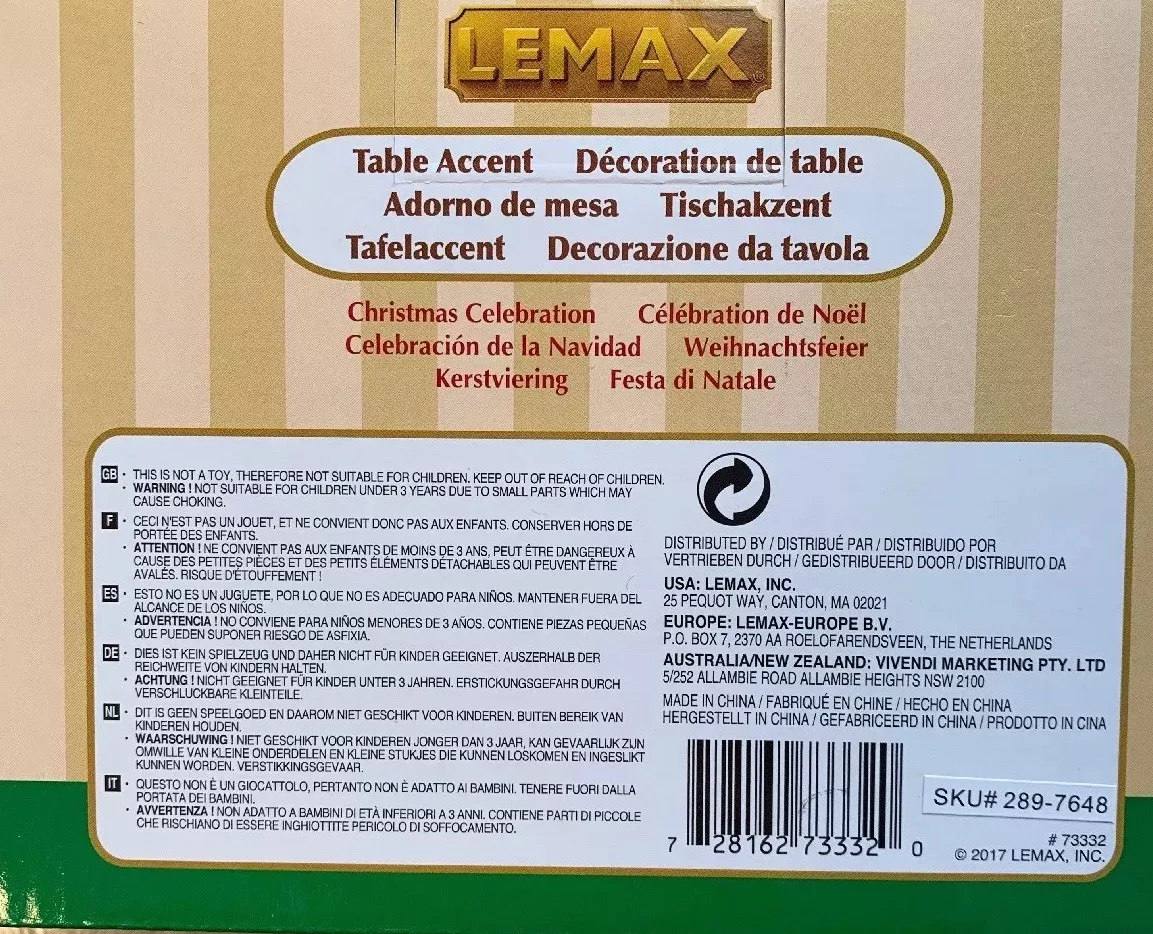 LEMAX®
Table Accent Décoration de table
Adorno de mesa Tischakzent
Tafelaccent Decorazione da tavola
Christmas Celebration Célébration de Noël
Celebración de la Navidad Weihnachtsfeier
Kerstviering Festa di Natale
GB • THIS IS NOT A TOY, THEREFORE NOT SUITABLE FOR CHILDREN. KEEP OUT OF REACH OF CHILDREN.
• WARNING ! NOT SUITABLE FOR CHILDREN UNDER 3 YEARS DUE TO SMALL PARTS WHICH MAY
CAUSE CHOKING.
F • CECI N'EST PAS UN JOUET, ET NE CONVIENT DONC PAS AUX ENFANTS. CONSERVER HORS DE
PORTÉE DES ENFANTS.
• ATTENTION ! NE CONVIENT PAS AUX ENFANTS DE MOINS DE 3 ANS, PEUT ÊTRE DANGEREUX À
CAUSE DES PETITES PIÈCES ET DES PETITS ÉLÉMENTS DÉTACHABLES QUI PEUVENT ÊTRE
AVALÉS. RISQUE D'ÉTOUFFEMENT !
ES • ESTO NO ES UN JUGUETE, POR LO QUE NO ES ADECUADO PARA NIÑOS. MANTENER FUERA DEL
ALCANCE DE LOS NIÑOS.
• ADVERTENCIA ! NO CONVIENE PARA NIÑOS MENORES DE 3 AÑOS. CONTIENE PIEZAS PEQUEÑAS
QUE PUEDEN SUPONER RIESGO DE ASFIXIA.
DE • DIES IST KEIN SPIELZEUG UND DAHER NICHT FÜR KINDER GEEIGNET. AUSZERHALB DER
REICHWEITE VON KINDERN HALTEN.
• ACHTUNG ! NICHT GEEIGNET FÜR KINDER UNTER 3 JAHREN. ERSTICKUNGSGEFAHR DURCH
VERSCHLUCKBARE KLEINTEILE.
NL • DIT IS GEEN SPEELGOED EN DAAROM NIET GESCHIKT VOOR KINDEREN. BUITEN BEREIK VAN
KINDEREN HOUDEN.
• WAARSCHUWING ! NIET GESCHIKT VOOR KINDEREN JONGER DAN 3 JAAR, KAN GEVAARLIJK ZIJN
OMWILLE VAN KLEINE ONDERDELEN EN KLEINE STUKJES DIE KUNNEN LOSKOMEN EN INGESLIKT
KUNNEN WORDEN. VERSTIKKINGSGEVAAR.
IT • QUESTO NON È UN GIOCATTOLO, PERTANTO NON È ADATTO AI BAMBINI. TENERE FUORI DALLA
PORTATA DEI BAMBINI.
• AVVERTENZA ! NON ADATTO A BAMBINI DI ETÀ INFERIORI A 3 ANNI. CONTIENE PARTI DI PICCOLE
CHE RISCHIANO DI ESSERE INGHIOTTITE PERICOLO DI SOFFOCAMENTO.
DISTRIBUTED BY / DISTRIBUÉ PAR / DISTRIBUIDO POR
VERTRIEBEN DURCH / GEDISTRIBUEERD DOOR / DISTRIBUITO DA
USA: LEMAX, INC.
25 PEQUOT WAY, CANTON, MA 02021
EUROPE: LEMAX-EUROPE B.V.
P.O. BOX 7, 2370 AA ROELOFARENDSVEEN, THE NETHERLANDS
AUSTRALIA/NEW ZEALAND: VIVENDI MARKETING PTY. LTD
5/252 ALLAMBIE ROAD ALLAMBIE HEIGHTS NSW 2100
MADE IN CHINA / FABRIQUÉ EN CHINE / HECHO EN CHINA
HERGESTELLT IN CHINA / GEFABRICEERD IN CHINA / PRODOTTO IN CINA
7 28162 73332 0
SKU# 289-7648
# 73332
© 2017 LEMAX, INC.